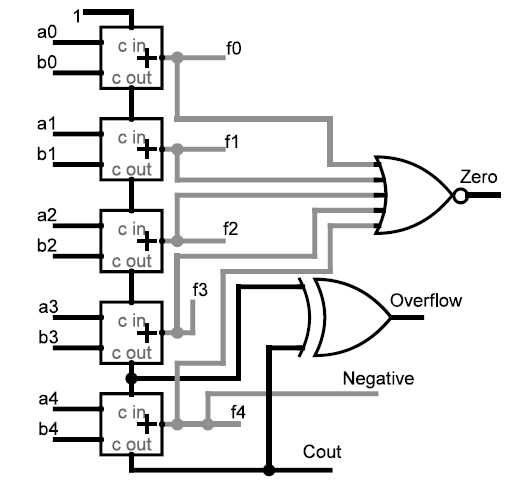 1
a0
c in
+
f0
b0
c out
a1
c in
+
f1
b1
c out
Zero
a2
c in
+
f2
b2
c out
f3
a3
c in
+
Overflow
b3
c out
Negative
a4
c in
+
f4
b4
c out
Cout